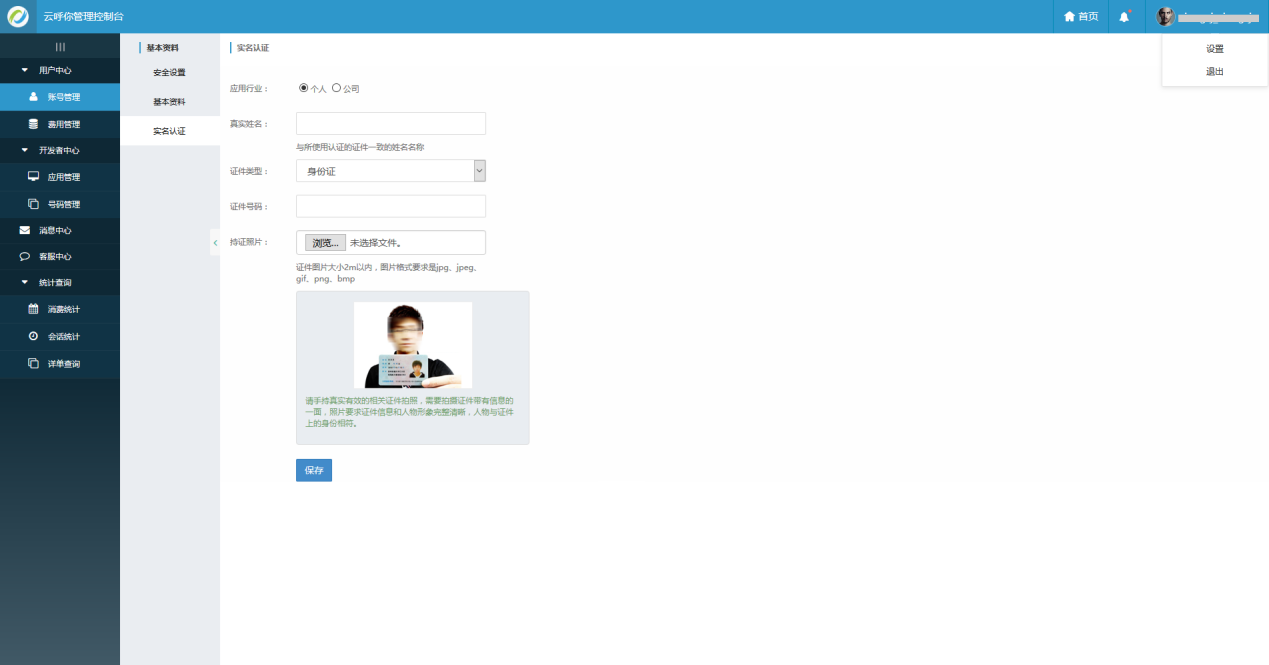 云呼你管理控制台
首页
设置
退出
用户中心
账号管理
费用管理
开发者中心
应用管理
号码管理
消息中心
客服中心
统计查询
消费统计
会话统计
详单查询
基本资料
安全设置
基本资料
实名认证
实名认证
应用行业： 个人 公司
真实姓名：
与所使用认证的证件一致的姓名名称
证件类型： 身份证
证件号码：
持证照片： 浏览... 未选择文件。
证件图片大小2m以内，图片格式要求是jpg、jpeg、
gif、png、bmp
请手持真实有效的相关证件拍照，需要拍摄证件带有信息的
一面，照片要求证件信息和人物形象完整清晰，人物与证件
上的身份相符。
保存